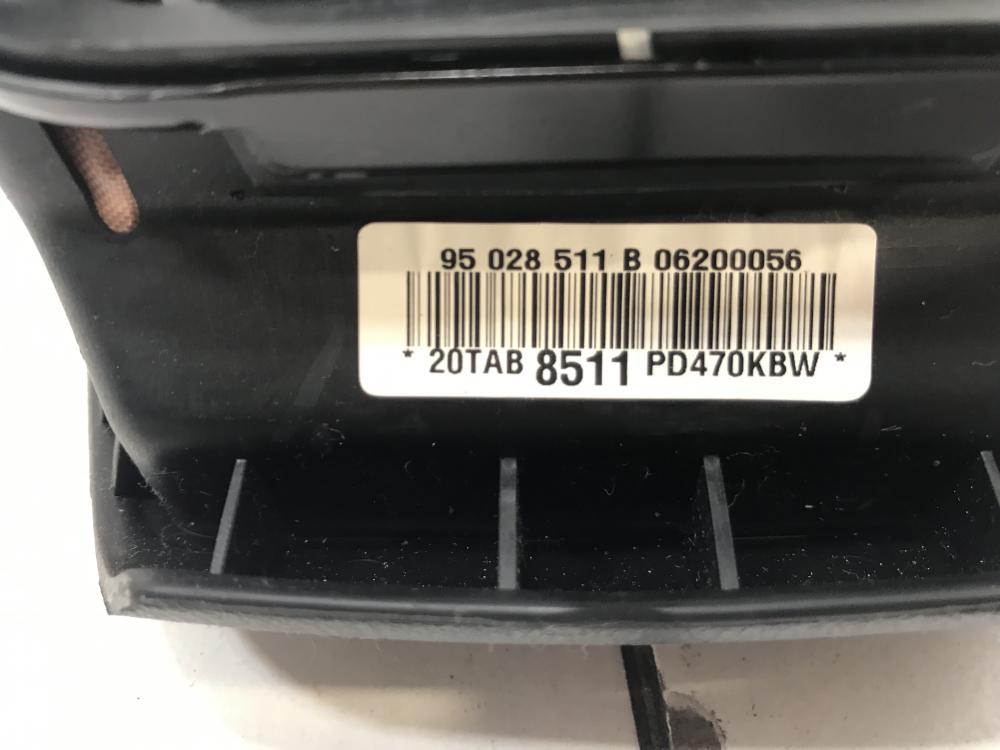 95 028 511 B 06200056
* 20TAB 8511 PD470KBW *